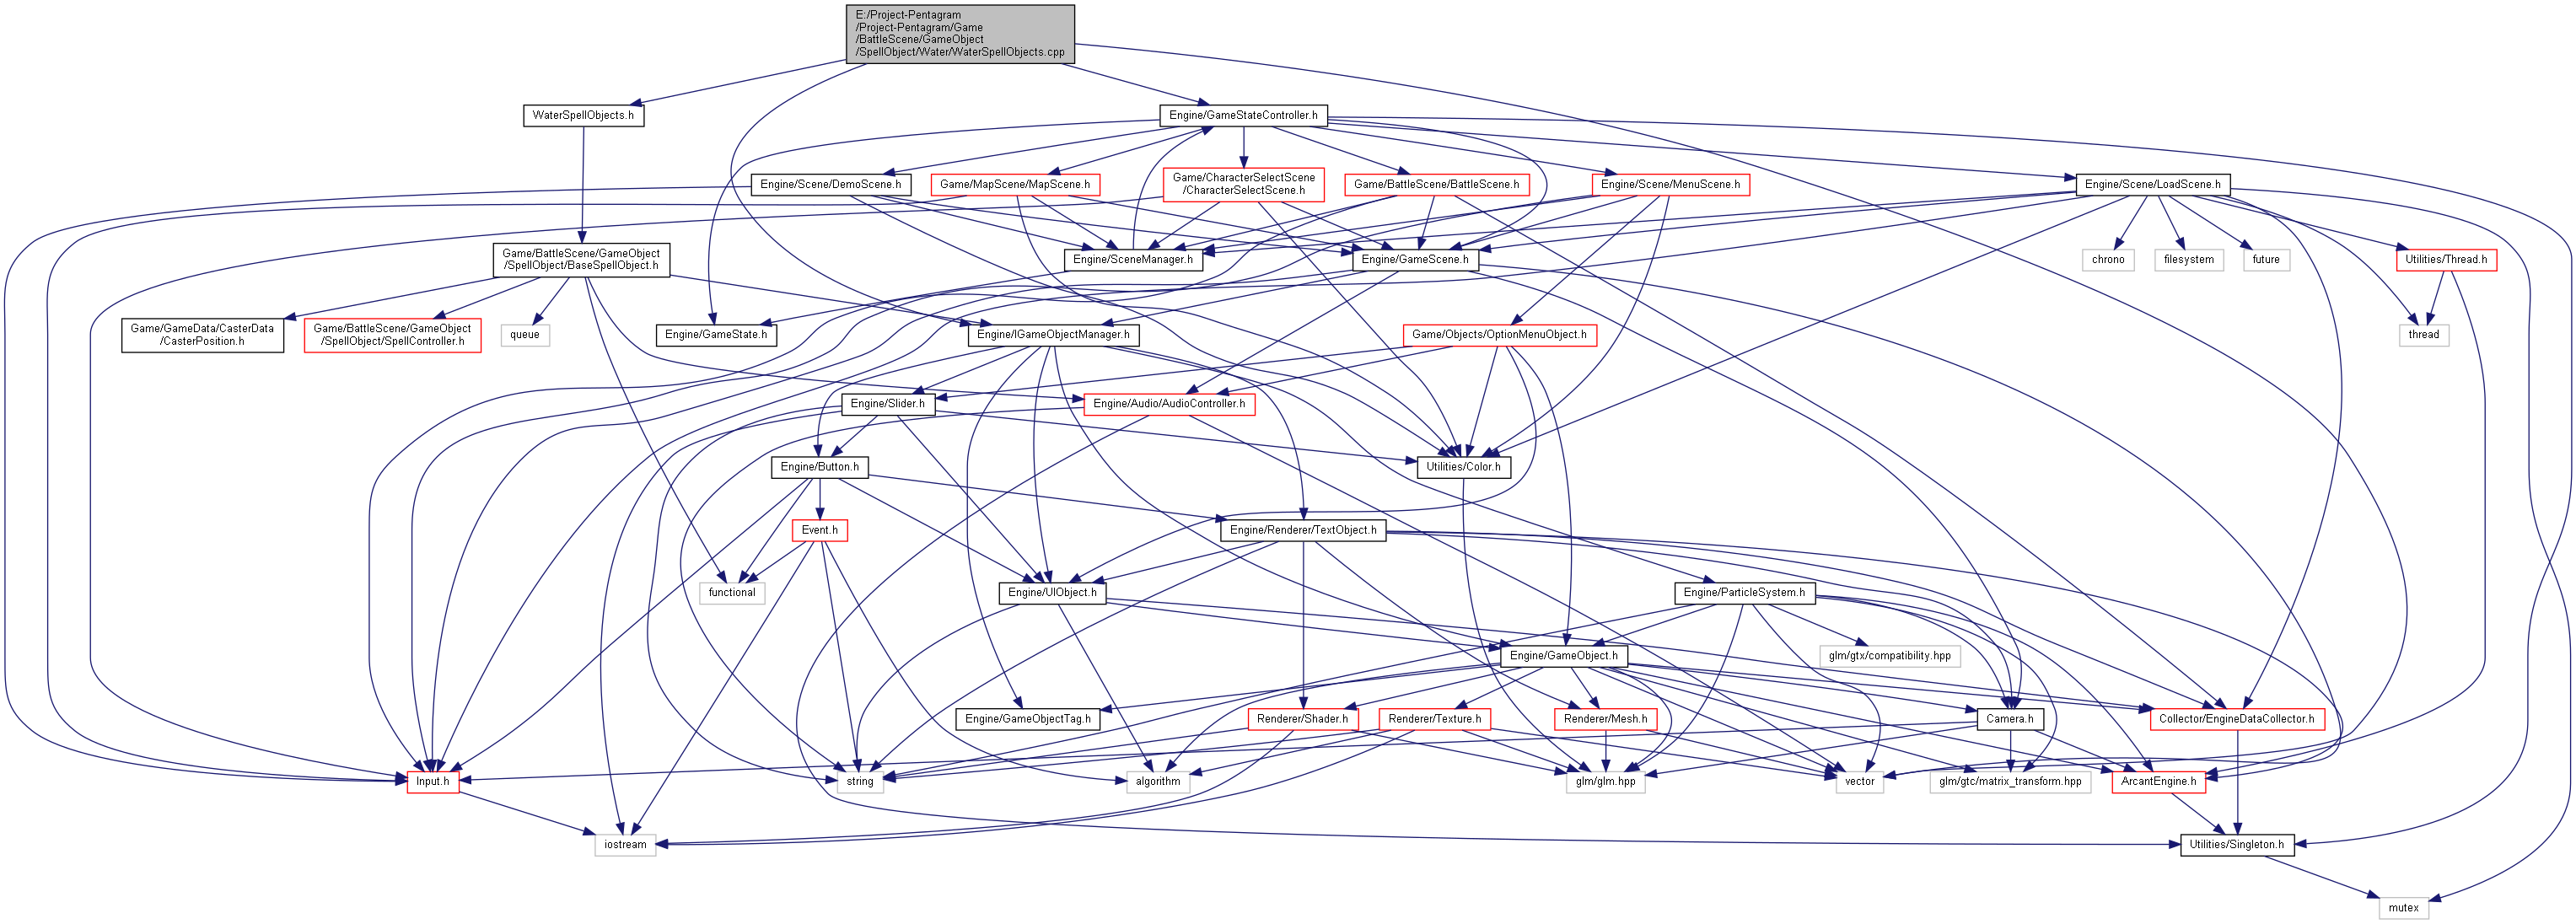 E:/Project-Pentagram
/Project-Pentagram/Game
/BattleScene/GameObject
/SpellObject/Water/WaterSpellObjects.cpp
WaterSpellObjects.h
Engine/GameStateController.h
Engine/Scene/DemoScene.h
Game/MapScene/MapScene.h
Game/CharacterSelectScene
/CharacterSelectScene.h
Game/BattleScene/BattleScene.h
Engine/Scene/MenuScene.h
Engine/Scene/LoadScene.h
Game/BattleScene/GameObject
/SpellObject/BaseSpellObject.h
Engine/SceneManager.h
Engine/GameScene.h
chrono
filesystem
future
Utilities/Thread.h
Game/GameData/CasterData
/CasterPosition.h
Game/BattleScene/GameObject
/SpellObject/SpellController.h
queue
Engine/GameState.h
Engine/IGameObjectManager.h
Game/Objects/OptionMenuObject.h
thread
Engine/Slider.h
Engine/Audio/AudioController.h
Engine/Button.h
Utilities/Color.h
Event.h
Engine/Renderer/TextObject.h
functional
Engine/UIObject.h
Engine/ParticleSystem.h
Engine/GameObject.h
glm/gtx/compatibility.hpp
Engine/GameObjectTag.h
Renderer/Shader.h
Renderer/Texture.h
Renderer/Mesh.h
Camera.h
Collector/EngineDataCollector.h
Input.h
string
algorithm
glm/glm.hpp
vector
glm/gtc/matrix_transform.hpp
ArcantEngine.h
iostream
Utilities/Singleton.h
mutex